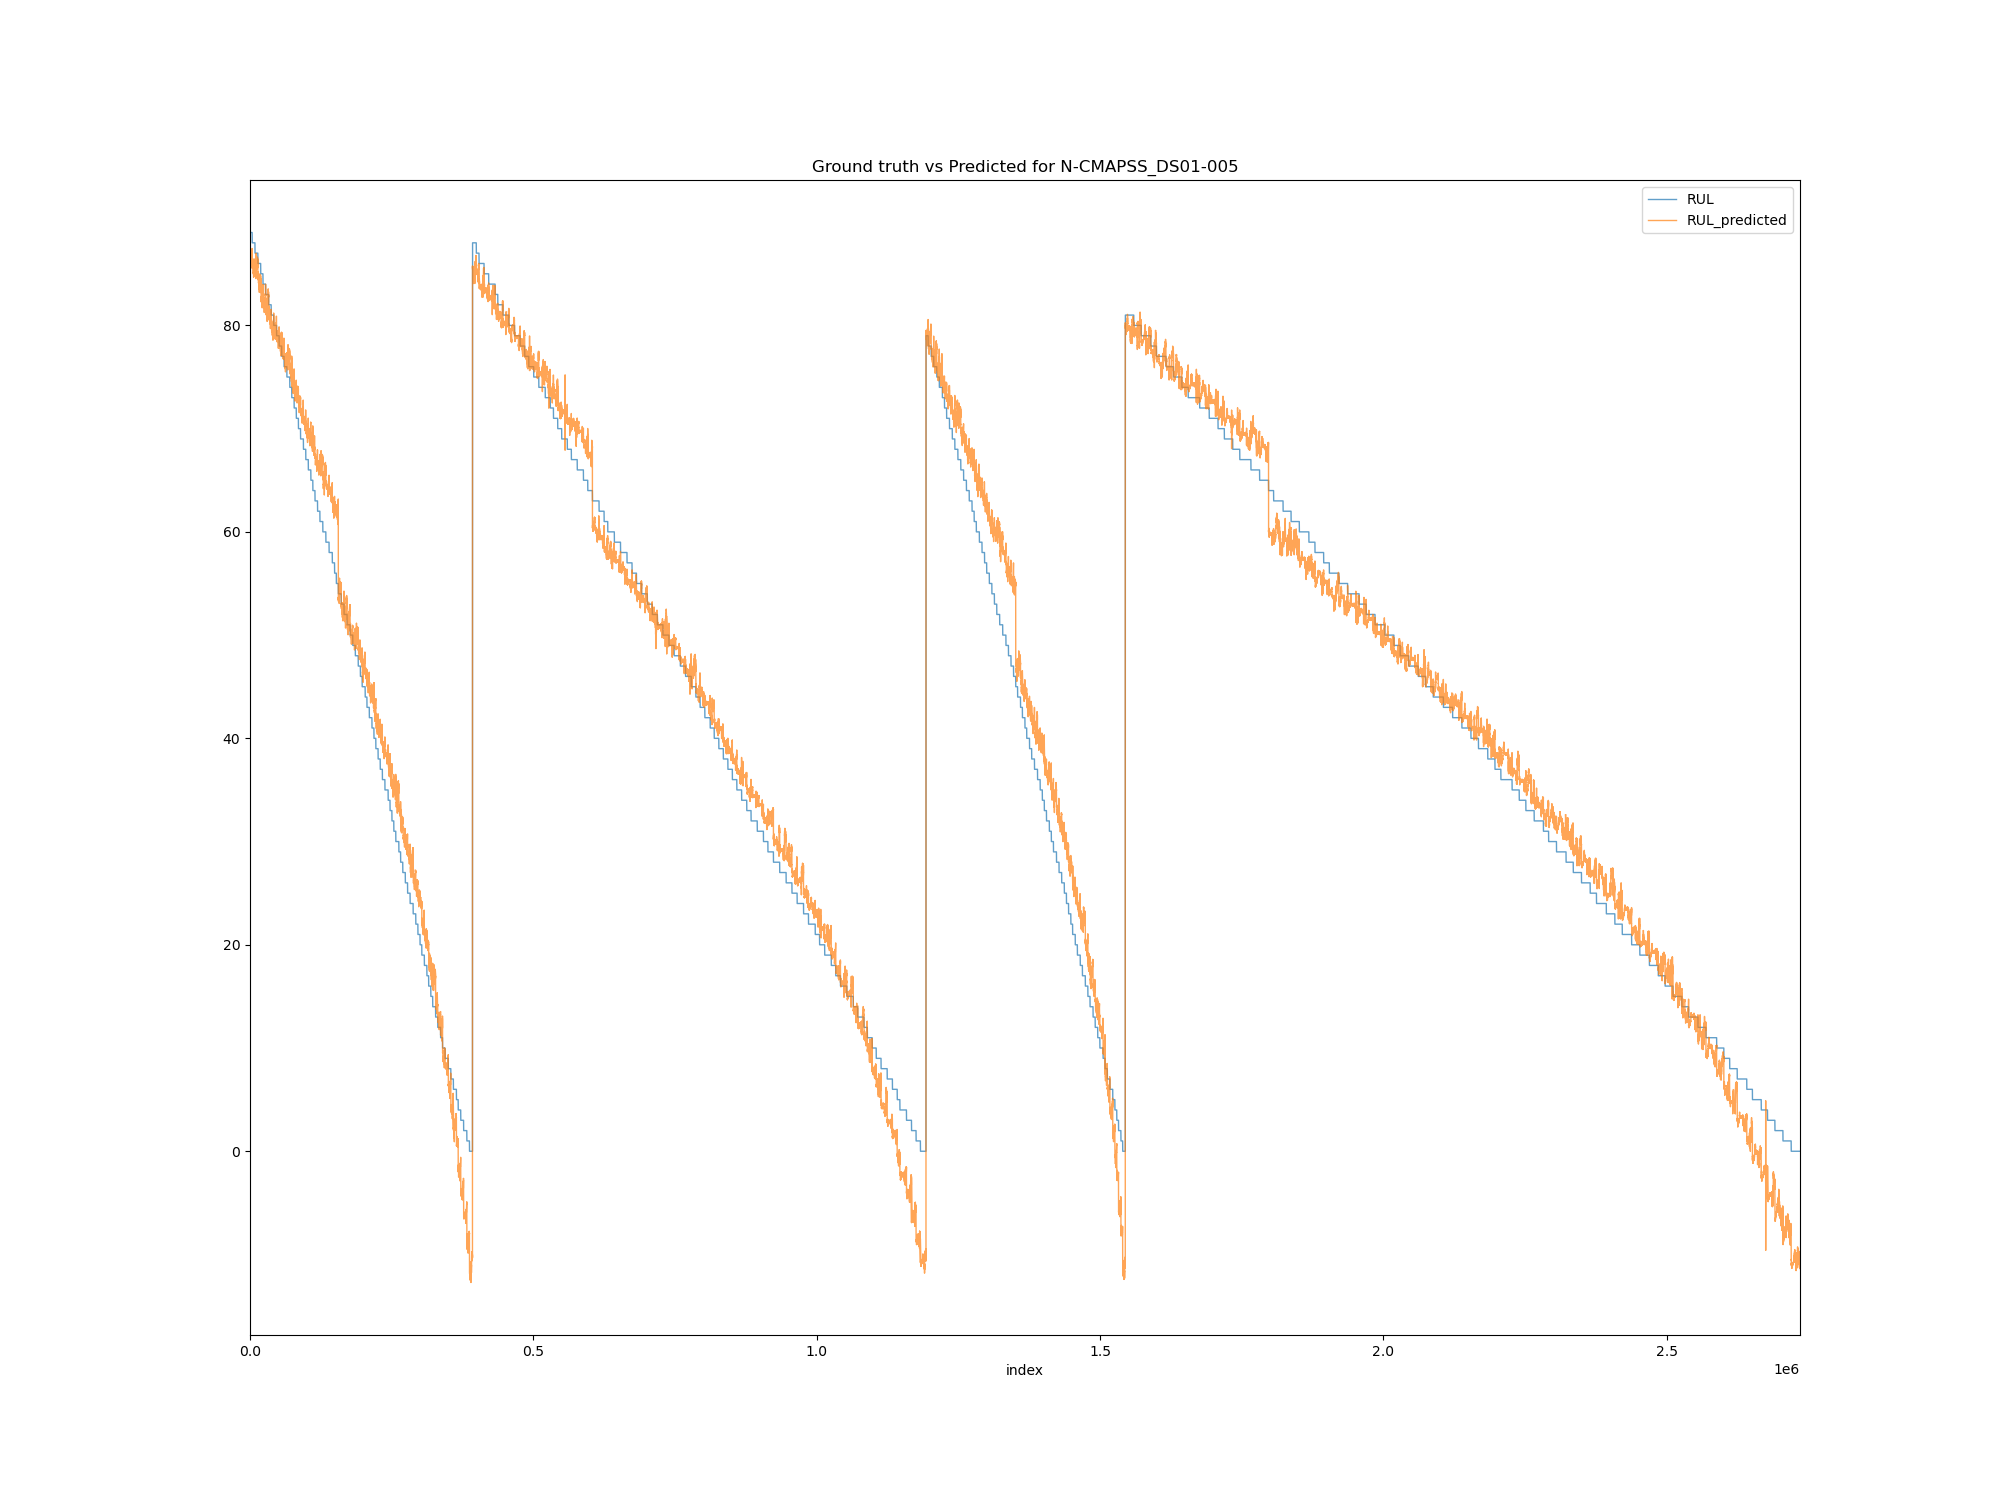 Ground truth vs Predicted for N-CMAPSS_DS01-005
RUL
RUL_predicted
80
60
40
20
0
0.0 0.5 1.0 1.5 2.0 2.5
index
1e6